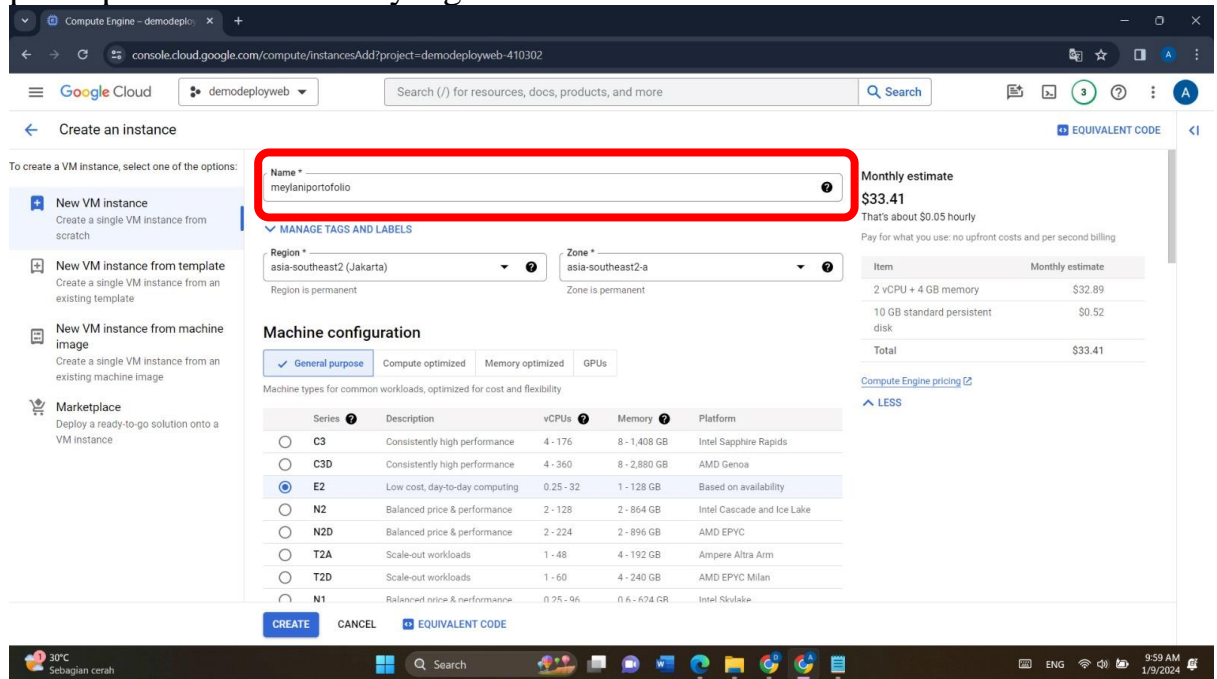 Compute Engine – demodeploy
console.cloud.google.com/compute/instancesAdd?project=demodeployweb-410302
Google Cloud
demodeployweb
Search (/) for resources, docs, products, and more
Search
3
A
Create an instance
EQUIVALENT CODE
To create a VM instance, select one of the options:
New VM instance
Create a single VM instance from
scratch
New VM instance from template
Create a single VM instance from an
existing template
New VM instance from machine
image
Create a single VM instance from an
existing machine image
Marketplace
Deploy a ready-to-go solution onto a
VM instance
Name *
meylaniportofolio
MANAGE TAGS AND LABELS
Region *
asia-southeast2 (Jakarta)
Region is permanent
Zone *
asia-southeast2-a
Zone is permanent
Machine configuration
General purpose
Compute optimized
Memory optimized
GPUs
Machine types for common workloads, optimized for cost and flexibility
Series Description vCPUs Memory Platform
C3 Consistently high performance 4 - 176 8 - 1,408 GB Intel Sapphire Rapids
C3D Consistently high performance 4 - 360 8 - 2,880 GB AMD Genoa
E2 Low cost, day-to-day computing 0.25 - 32 1 - 128 GB Based on availability
N2 Balanced price & performance 2 - 128 2 - 864 GB Intel Cascade and Ice Lake
N2D Balanced price & performance 2 - 224 2 - 896 GB AMD EPYC
T2A Scale-out workloads 1 - 48 4 - 192 GB Ampere Altra Arm
T2D Scale-out workloads 1 - 60 4 - 240 GB AMD EPYC Milan
N1 Balanced price & performance 0.25 - 96 0.6 - 624 GB Intel Skylake
CREATE
CANCEL
EQUIVALENT CODE
Monthly estimate
$33.41
That's about $0.05 hourly
Pay for what you use: no upfront costs and per second billing
Item Monthly estimate
2 vCPU + 4 GB memory $32.89
10 GB standard persistent $0.52
disk
Total $33.41
Compute Engine pricing
LESS
1
30°C
Sebagian cerah
Search
ENG
9:59 AM
1/9/2024